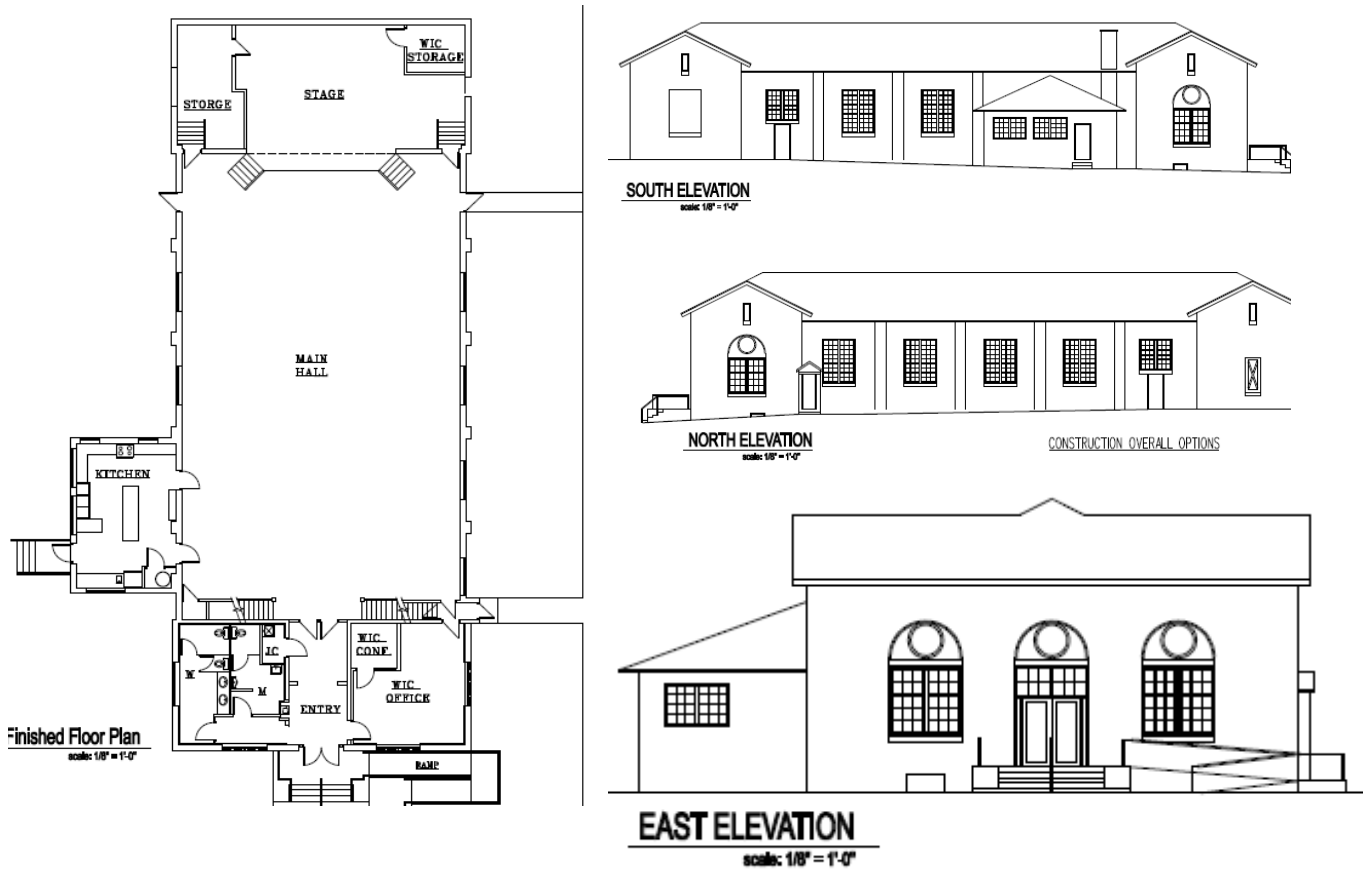 WIC
STORAGE
STORGE
STAGE
MAIN
HALL
KITCHEN
JC
WIC
CONF
W
M
WIC
OFFICE
ENTRY
RAMP
Finished Floor Plan
scale: 1/8" = 1'-0"
SOUTH ELEVATION
scale: 1/8" = 1'-0"
NORTH ELEVATION
scale: 1/8" = 1'-0"
CONSTRUCTION OVERALL OPTIONS
EAST ELEVATION
scale: 1/8" = 1'-0"